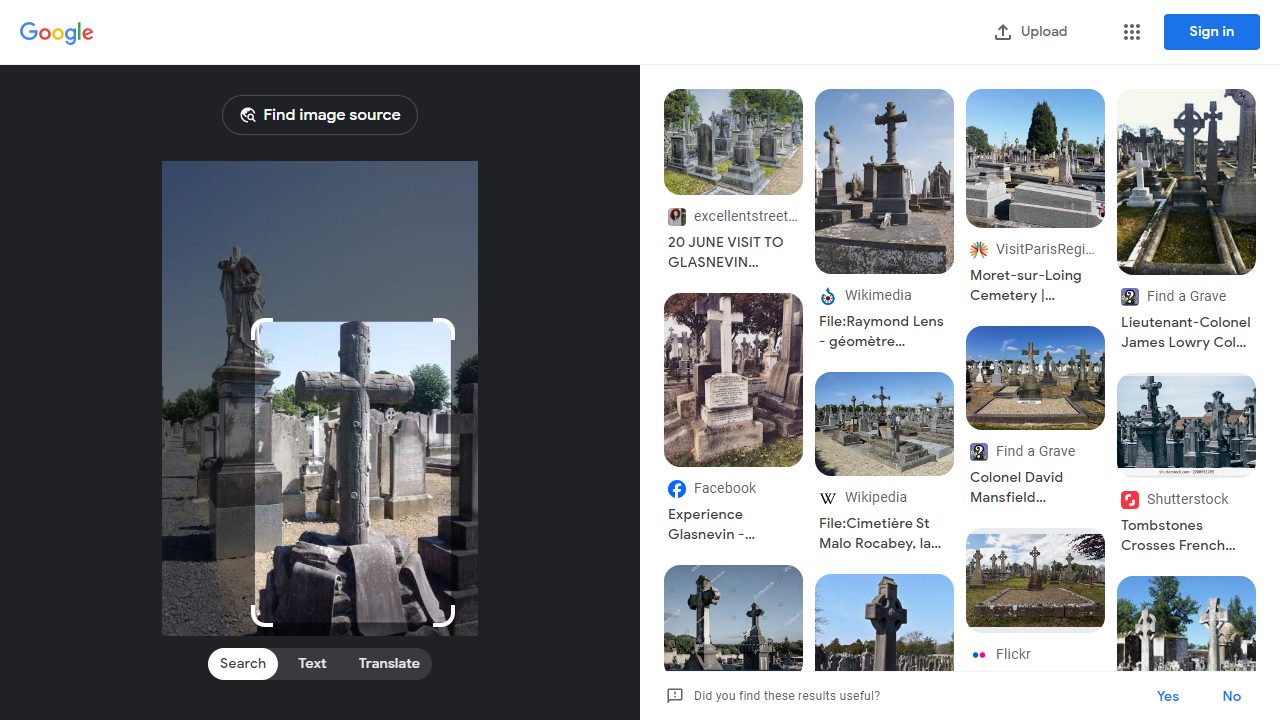 Google
Upload
Sign in
Find image source
Search
Text
Translate
excellentstreet...
20 JUNE VISIT TO
GLASNEVIN...
Facebook
Experience
Glasnevin -...
Wikimedia
File:Raymond Lens
- géomètre...
Wikipedia
File:Cimetière St
Malo Rocabey, la...
VisitParisRegi...
Moret-sur-Loing
Cemetery |...
Find a Grave
Colonel David
Mansfield...
Flickr
Find a Grave
Lieutenant-Colonel
James Lowry Col...
Shutterstock
Tombstones
Crosses French...
Did you find these results useful?
Yes
No